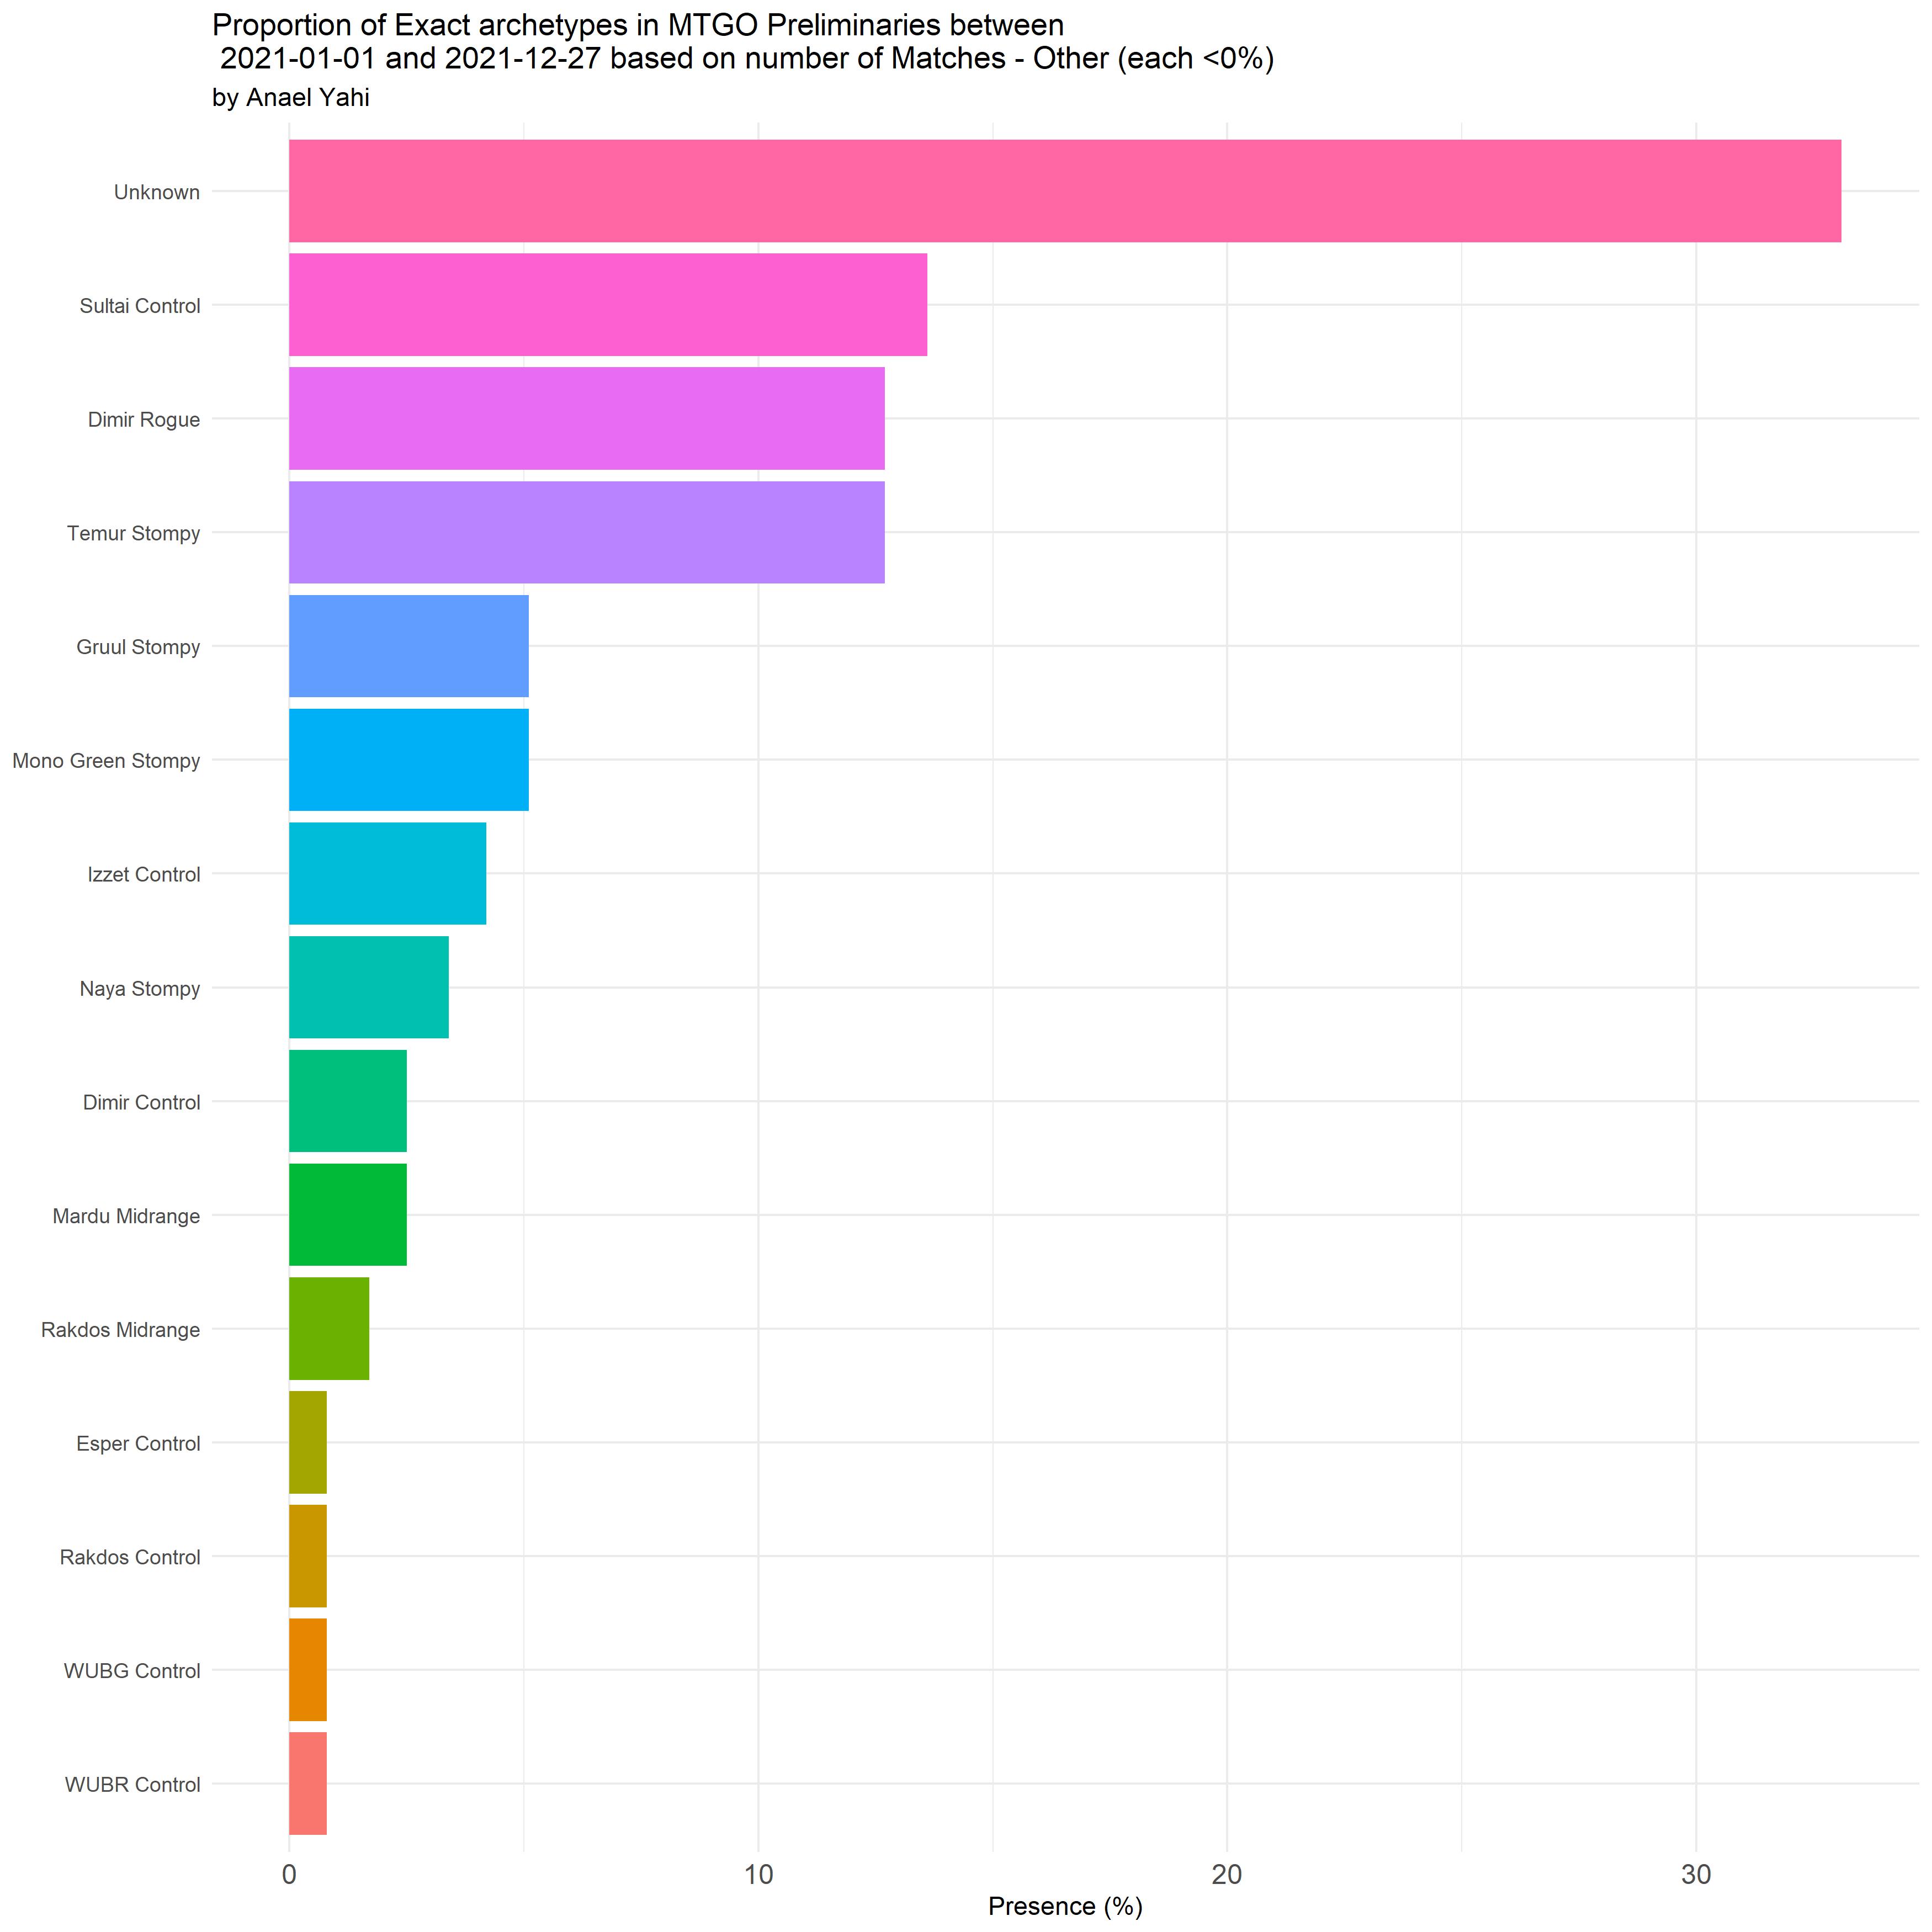 Proportion of Exact archetypes in MTGO Preliminaries between
2021-01-01 and 2021-12-27 based on number of Matches - Other (each <0%)
by Anael Yahi
Unknown
Sultai Control
Dimir Rogue
Temur Stompy
Gruul Stompy
Mono Green Stompy
Izzet Control
Naya Stompy
Dimir Control
Mardu Midrange
Rakdos Midrange
Esper Control
Rakdos Control
WUBG Control
WUBR Control
0 10 20 30
Presence (%)